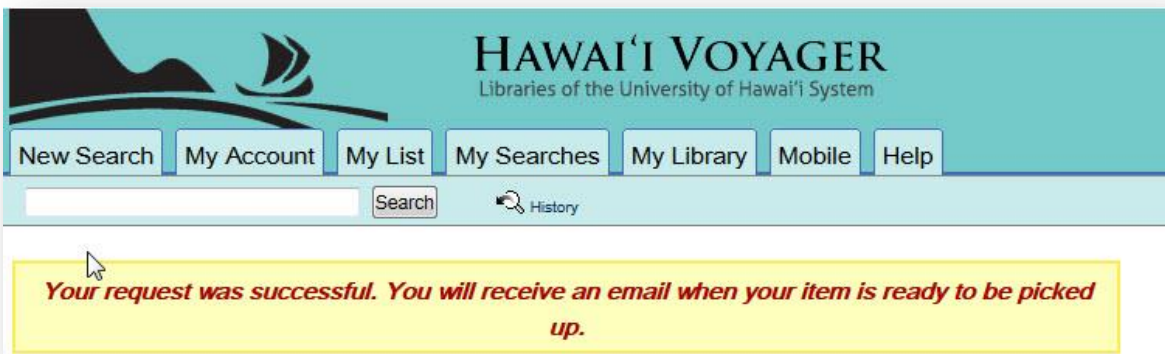 HAWAIʻI VOYAGER
Libraries of the University of Hawai'i System
New Search My Account My List My Searches My Library Mobile Help
Search History
Your request was successful. You will receive an email when your item is ready to be picked
up.